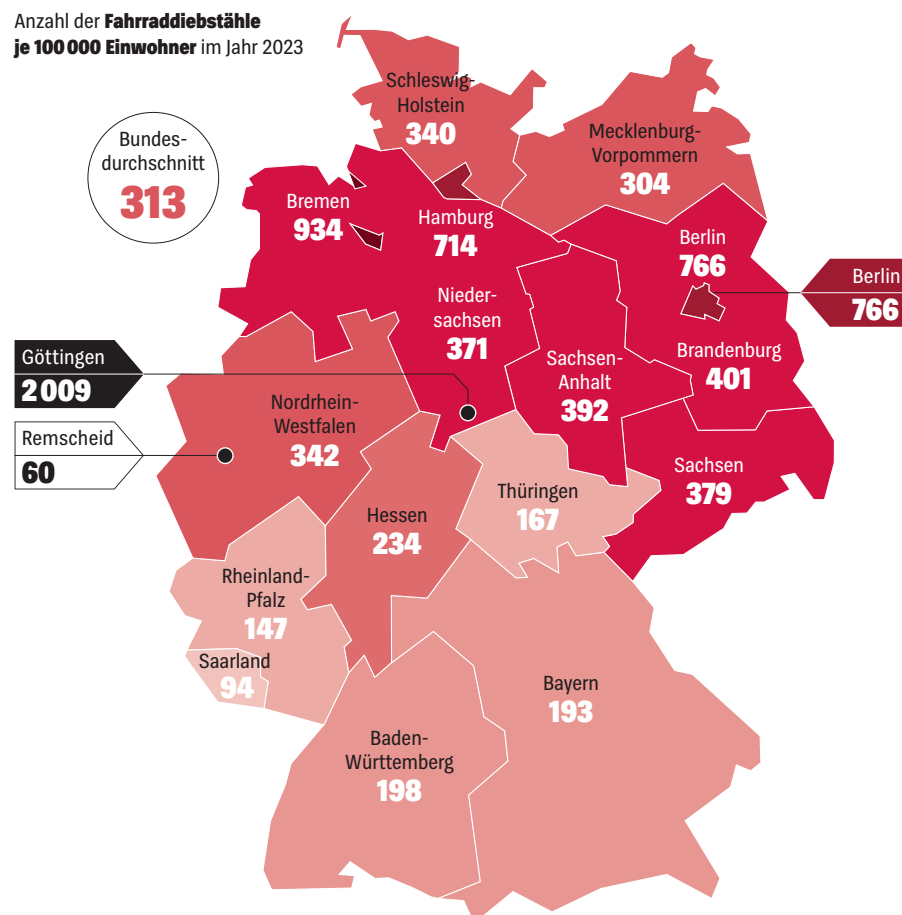 Anzahl der Fahrraddiebstähle
je 100 000 Einwohner im Jahr 2023
Bundes-
durchschnitt
313
Schleswig-
Holstein
340
Mecklenburg-
Vorpommern
304
Bremen
934
Hamburg
714
Berlin
766
Berlin
766
Nieder-
sachsen
371
Göttingen
2 009
Sachsen-
Anhalt
392
Brandenburg
401
Nordrhein-
Westfalen
342
Remscheid
60
Sachsen
379
Thüringen
167
Hessen
234
Rheinland-
Pfalz
147
Saarland
94
Bayern
193
Baden-
Württemberg
198